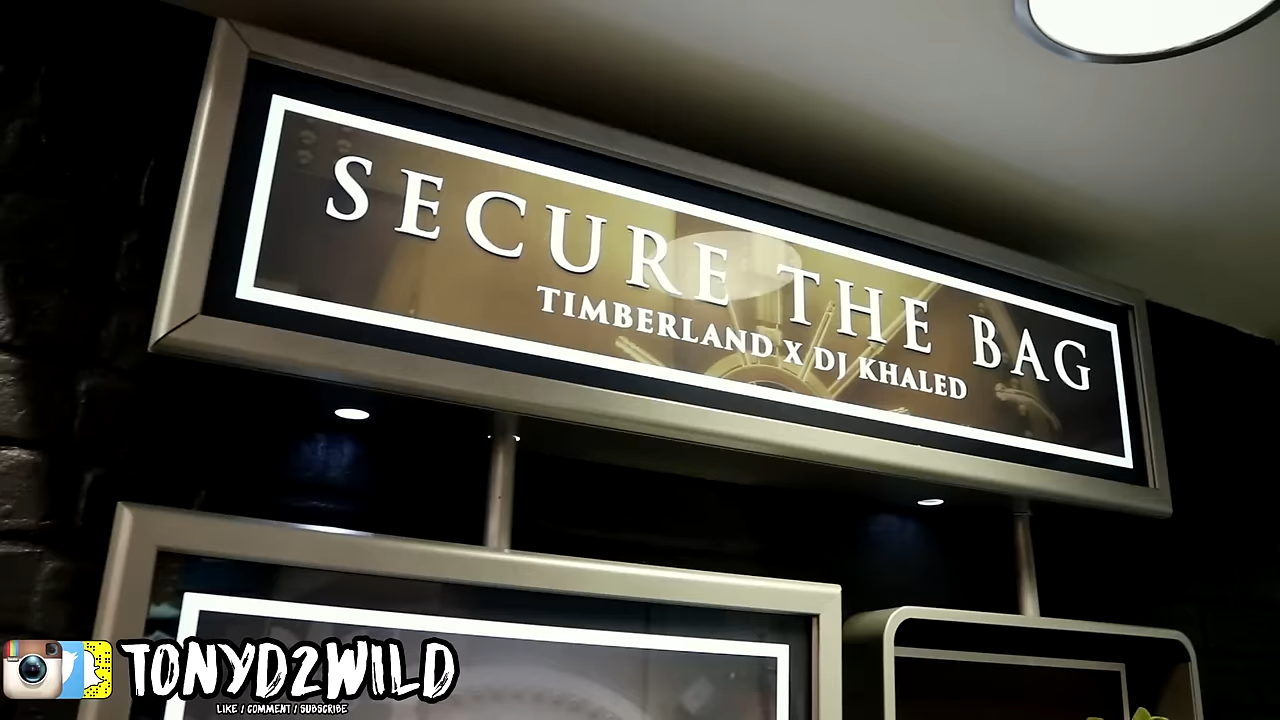 SECURE THE BAG
TIMBERLAND X DJ KHALED
TONYD2WILD
LIKE / COMMENT / SUBSCRIBE